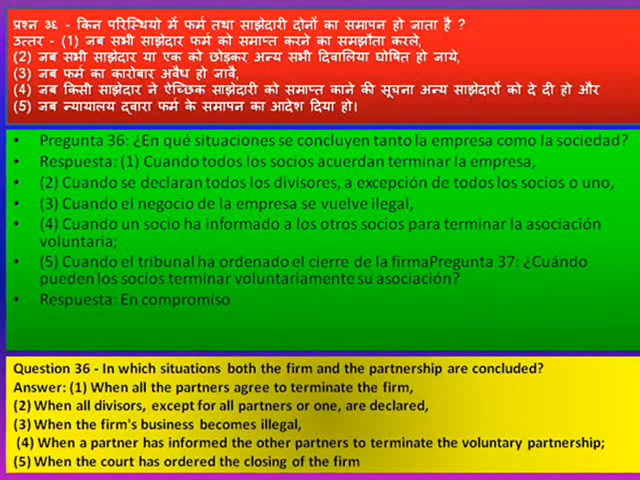 प्रश्न ३६ - किन परिस्थियो में फर्म तथा साझेदारी दोनों का समापन हो जाता है ?
उत्तर - (1) जब सभी साझेदार फर्म को समाप्त करने का समझौता करले,
(2) जब सभी साझेदार या एक को छोड़कर अन्य सभी दिवालिया घोषित हो जाये,
(3) जब फर्म का कारोबार अवैध हो जावै,
(4) जब किसी साझेदार ने ऐच्छिक साझेदारी को समाप्त काने की सूचना अन्य साझेदारों को दे दी हो और
(5) जब न्यायालय द्वारा फर्म के समापन का आदेश दिया हो।
• Pregunta 36: ¿En qué situaciones se concluyen tanto la empresa como la sociedad?
• Respuesta: (1) Cuando todos los socios acuerdan terminar la empresa,
• (2) Cuando se declaran todos los divisores, a excepción de todos los socios o uno,
• (3) Cuando el negocio de la empresa se vuelve ilegal,
• (4) Cuando un socio ha informado a los otros socios para terminar la asociación
voluntaria;
• (5) Cuando el tribunal ha ordenado el cierre de la firmaPregunta 37: ¿Cuándo
pueden los socios terminar voluntariamente su asociación?
• Respuesta: En compromiso
Question 36 - In which situations both the firm and the partnership are concluded?
Answer: (1) When all the partners agree to terminate the firm,
(2) When all divisors, except for all partners or one, are declared,
(3) When the firm's business becomes illegal,
(4) When a partner has informed the other partners to terminate the voluntary partnership;
(5) When the court has ordered the closing of the firm